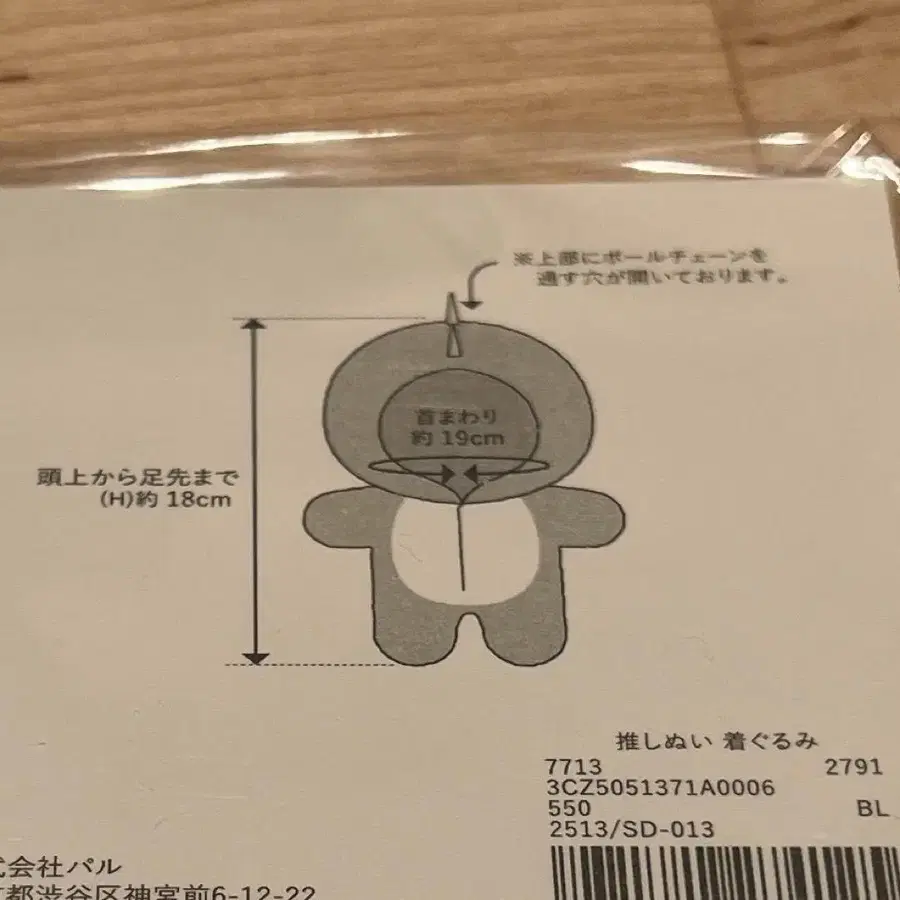 ※上部にボールチェーンを
通す穴が開いております。
首まわり
約 19cm
頭上から足先まで
(H)約 18cm
推しぬい 着ぐるみ
7713 2791
3CZ5051371A0006
550 BL
2513/SD-013
式会社パル
都渋谷区神宮前6-12-22